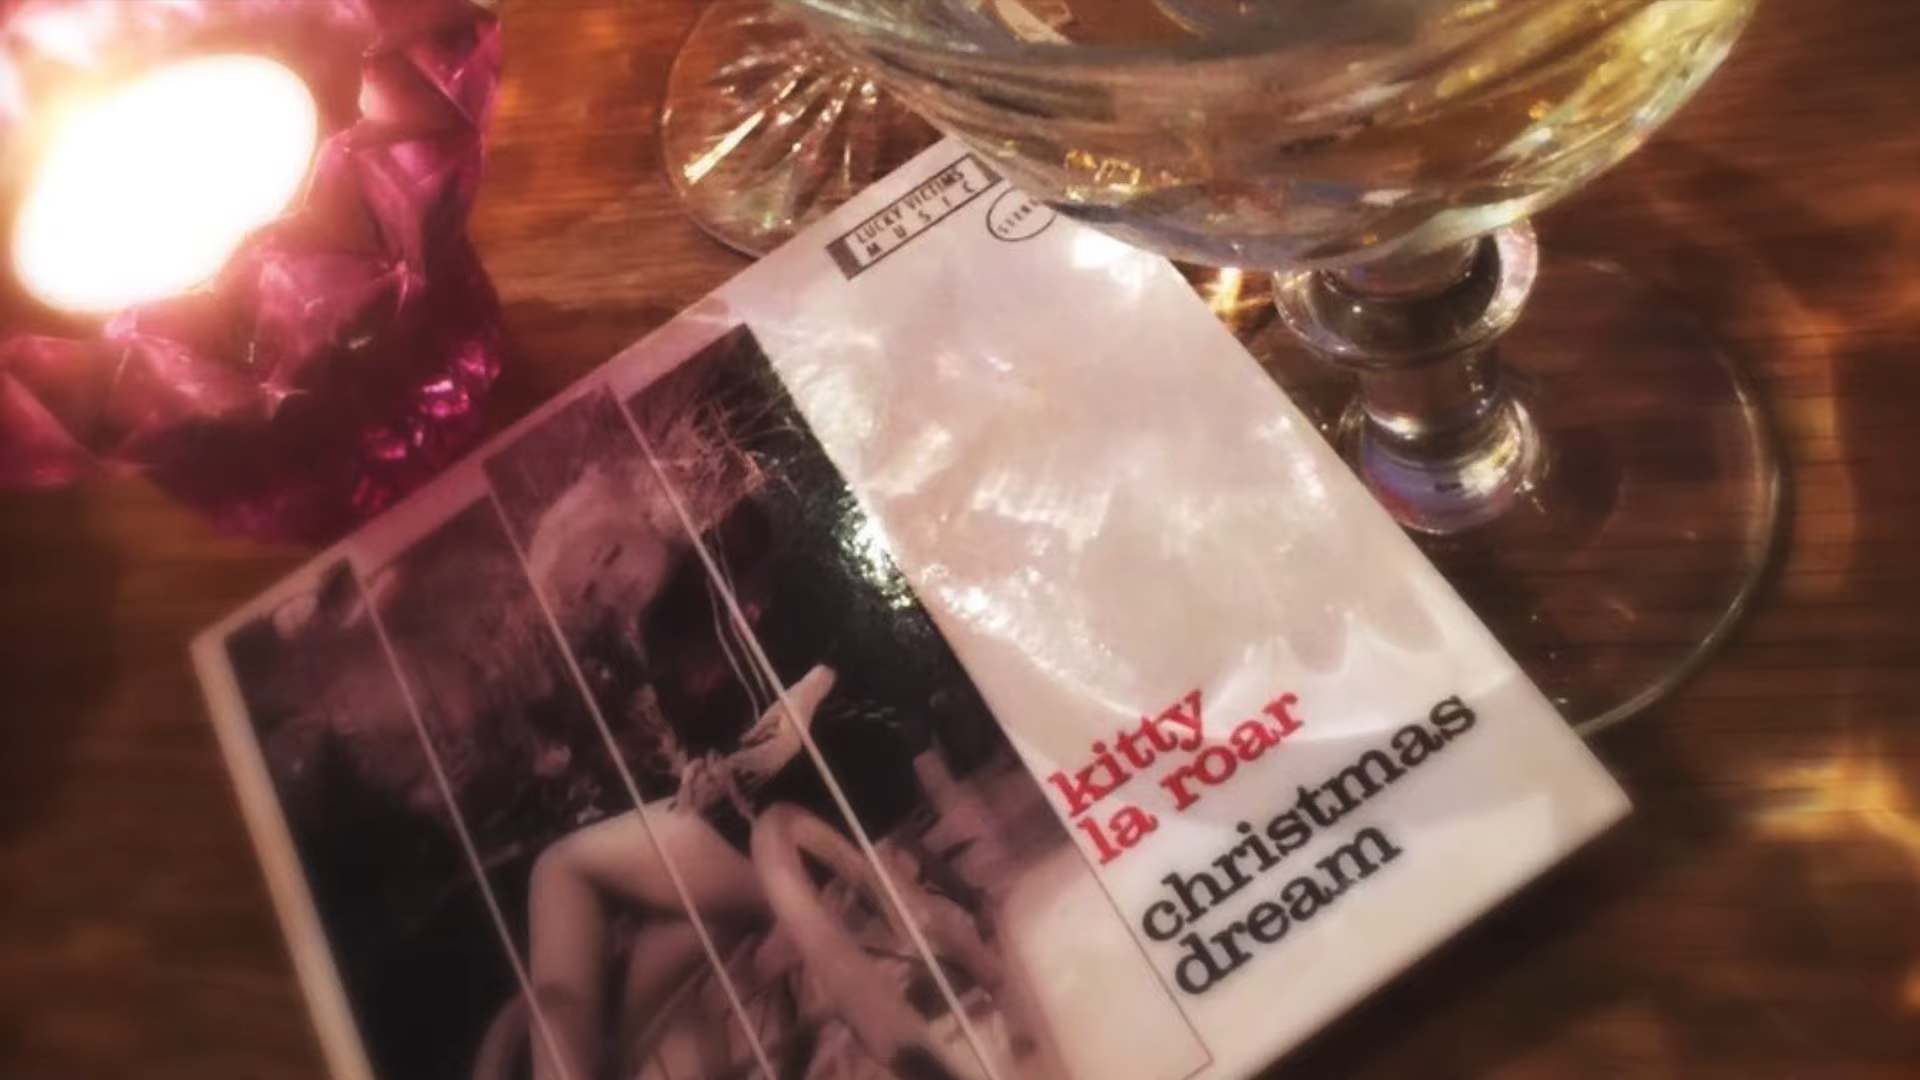 LUCKY VICTIMS
MUSIC
kitty
la roar
christmas
dream